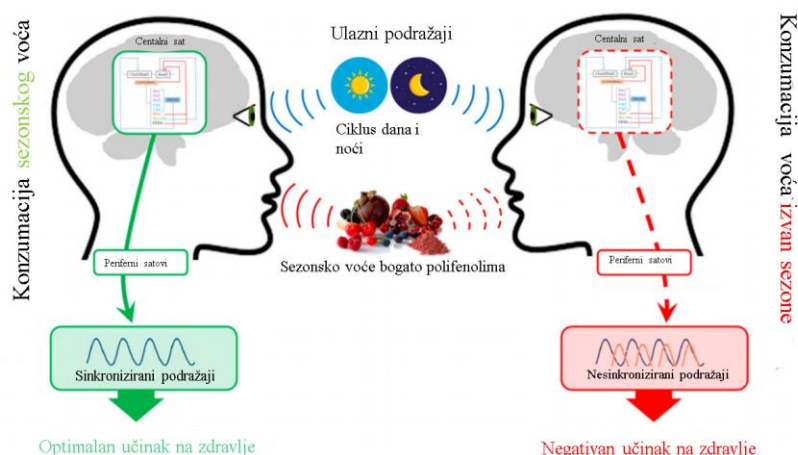 Konzumacija sezonskog voća
Centalni sat
Periferni satovi
Sinkronizirani podražaji
Optimalan učinak na zdravlje
Ulazni podražaji
Ciklus dana i
noći
Sezonsko voće bogato polifenolima
Centalni sat
Periferni satovi
Nesinkronizirani podražaji
Negativan učinak na zdravlje
Konzumacija
voća izvan sezone